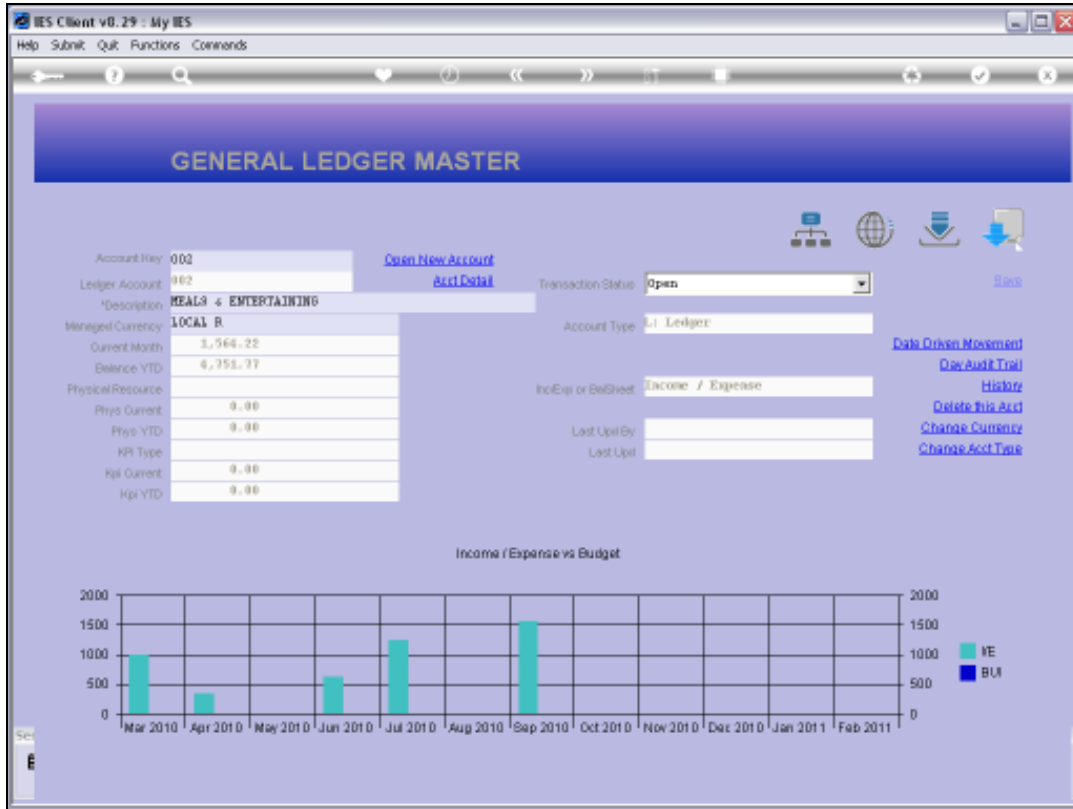 IES Client v8.29 : My IES
Help Submit Quit Functions Commands
GENERAL LEDGER MASTER
Account Key 002 Open New Account
Ledger Account 002 Acct Detail Transaction Status Open Save
*Description MEALS & ENTERTAINING
Managed Currency LOCAL R Account Type L: Ledger
Current Month 1,564.22 Date Driven Movement
Balance YTD 4,751.77 Day Audit Trail
Physical Resource Inc/Exp or BalSheet Income / Expense History
Phys Current 0.00 Delete this Acct
Phys YTD 0.00 Last Upd By Change Currency
KPI Type Last Upd Change Acct Type
Kpi Current 0.00
Kpi YTD 0.00
Income / Expense vs Budget
2000 2000
1500 1500
1000 1000 I/E
500 500 BUI
0 0
Mar 2010 Apr 2010 May 2010 Jun 2010 Jul 2010 Aug 2010 Sep 2010 Oct 2010 Nov 2010 Dec 2010 Jan 2011 Feb 2011